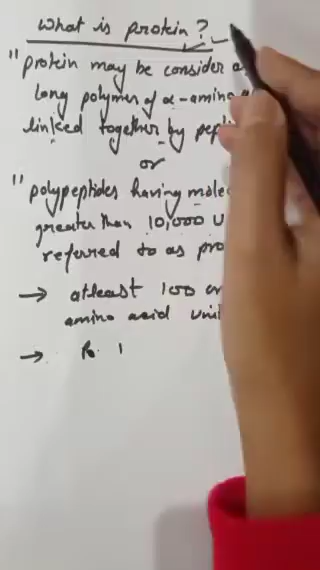 What is protein?
"protein may be consider a
long polymer of α-amino a
linked together by pepti
or
"polypeptides having mole
greater than 10,000 U
referred to as pro
→ atleast 100 or
amino acid unit
→